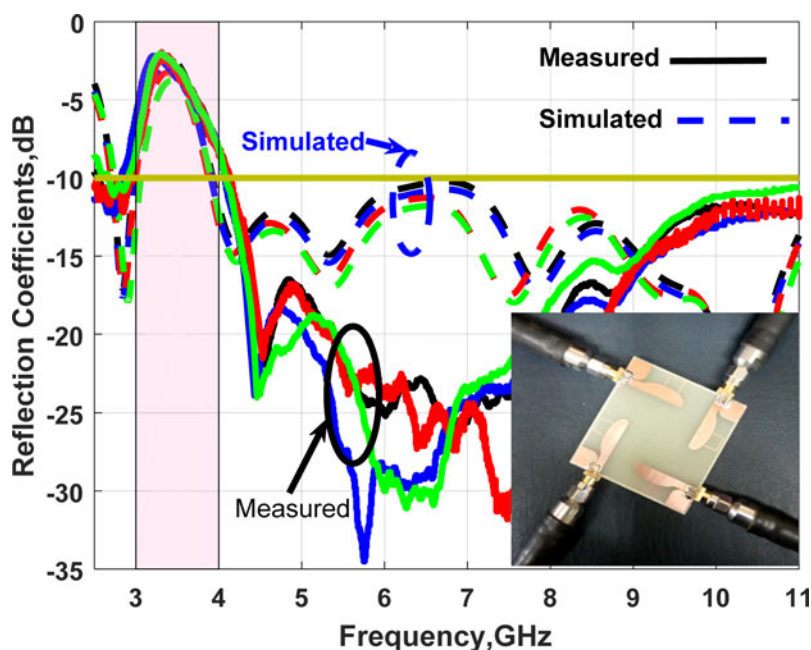 Reflection Coefficients,dB
0
-5
-10
-15
-20
-25
-30
-35
Measured
Simulated
Simulated
Measured
3
4
5
6
7
8
9
10
11
Frequency,GHz